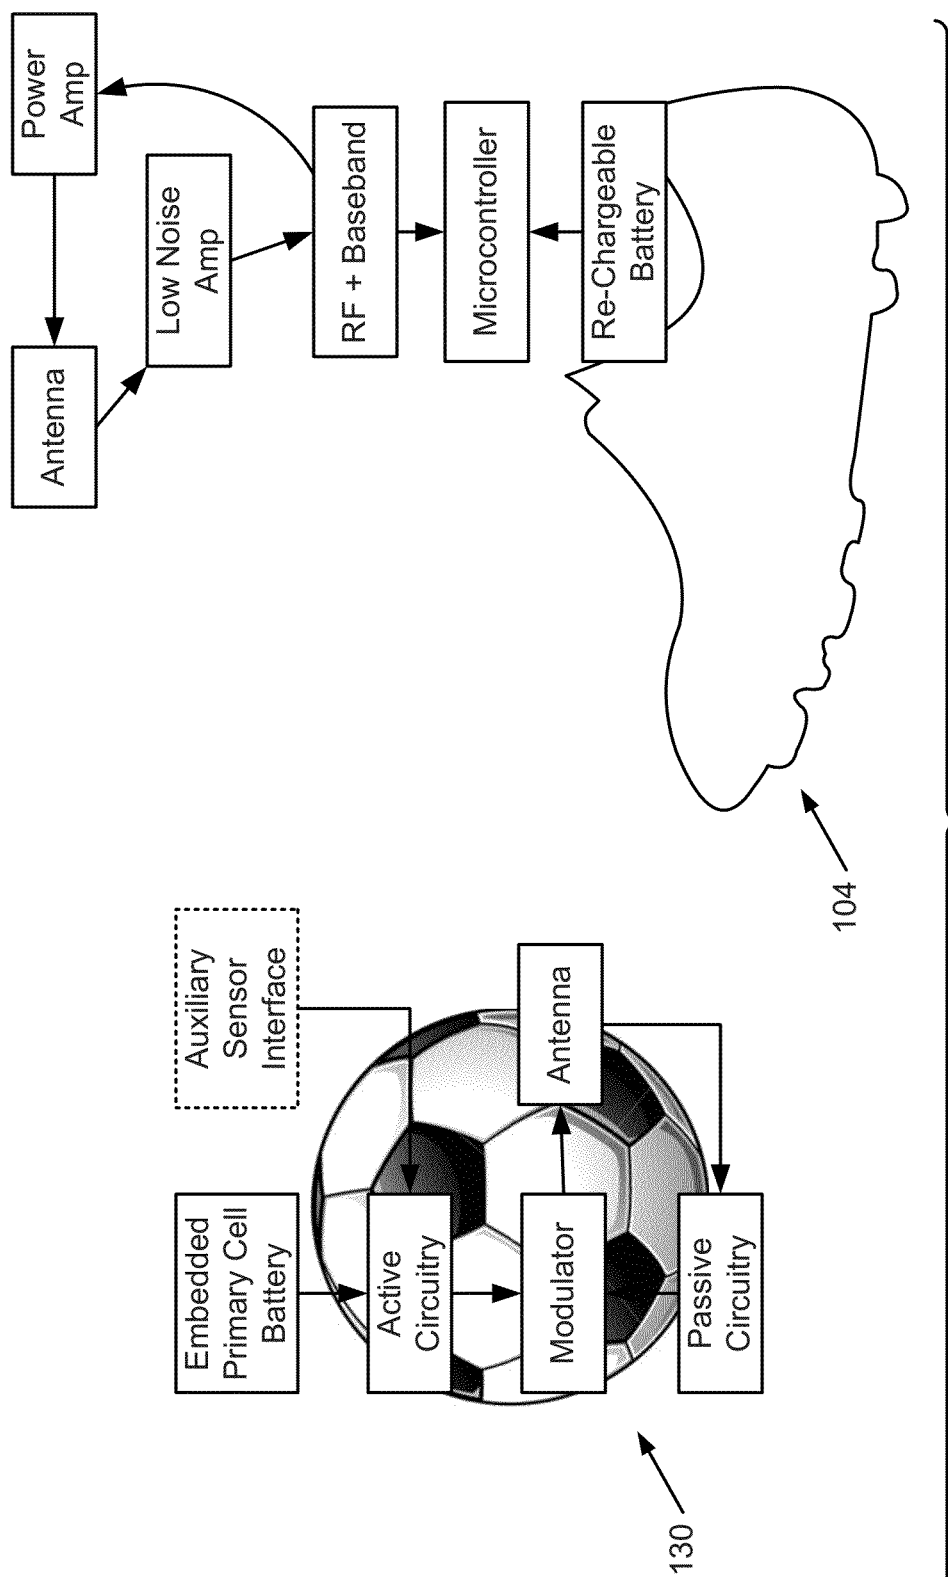 Embedded
Primary Cell
Battery
Auxiliary
Sensor
Interface
Active
Circuitry
Modulator
Antenna
Passive
Circuitry
130
Antenna
Power
Amp
Low Noise
Amp
RF + Baseband
Microcontroller
Re-Chargeable
Battery
104